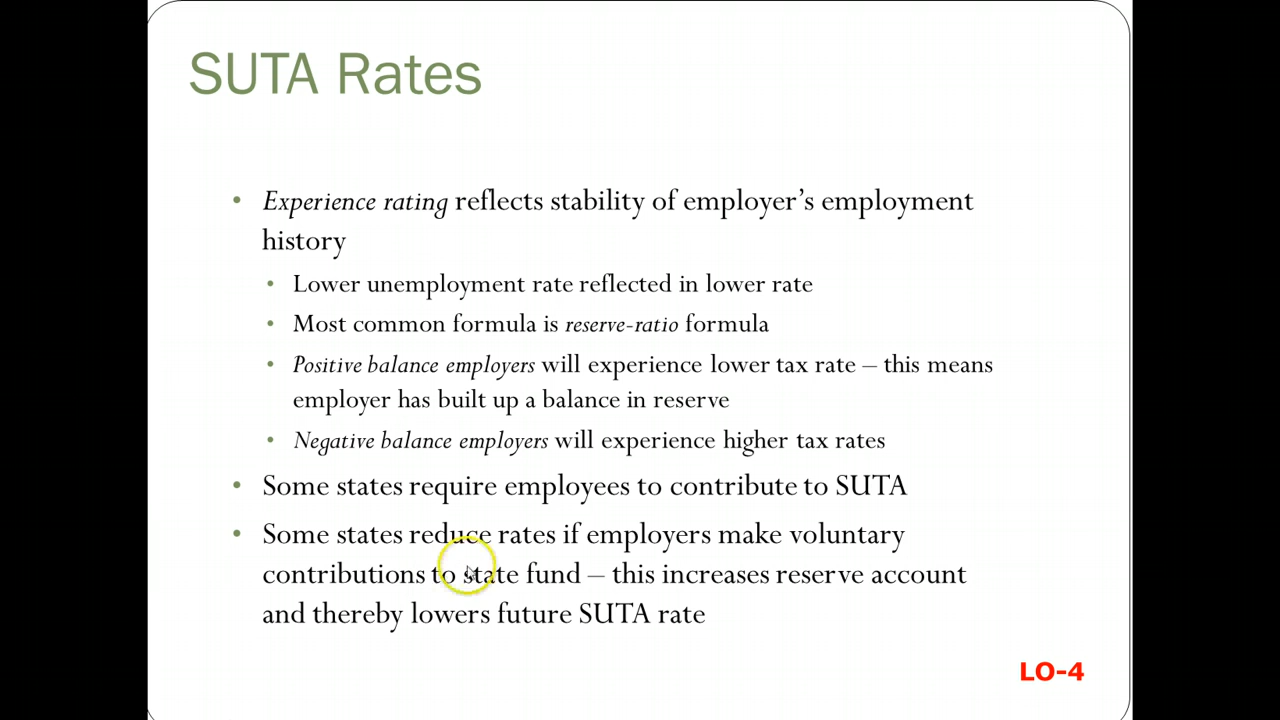 SUTA Rates
• Experience rating reflects stability of employer’s employment
history
• Lower unemployment rate reflected in lower rate
• Most common formula is reserve-ratio formula
• Positive balance employers will experience lower tax rate – this means
employer has built up a balance in reserve
• Negative balance employers will experience higher tax rates
• Some states require employees to contribute to SUTA
• Some states reduce rates if employers make voluntary
contributions to state fund – this increases reserve account
and thereby lowers future SUTA rate
LO-4